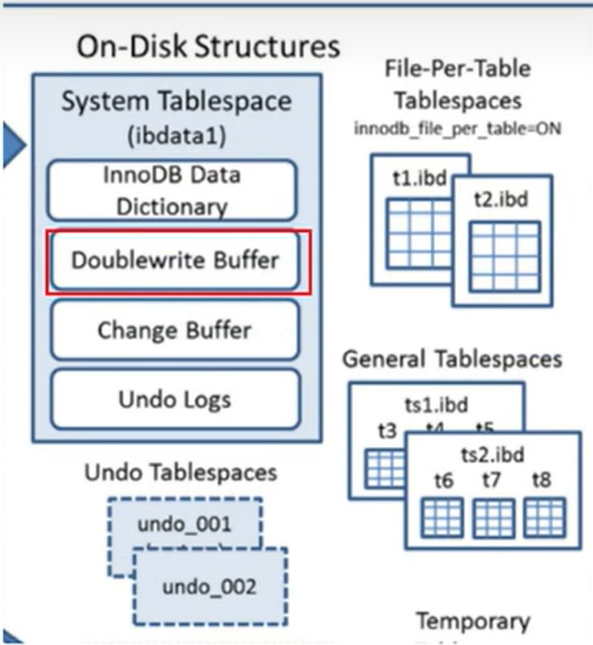 On-Disk Structures
System Tablespace
(ibdata1)
InnoDB Data
Dictionary
Doublewrite Buffer
Change Buffer
Undo Logs
Undo Tablespaces
undo_001
undo_002
File-Per-Table
Tablespaces
innodb_file_per_table=ON
t1.ibd
t2.ibd
General Tablespaces
ts1.ibd
t3 t4 t5
ts2.ibd
t6 t7 t8
Temporary